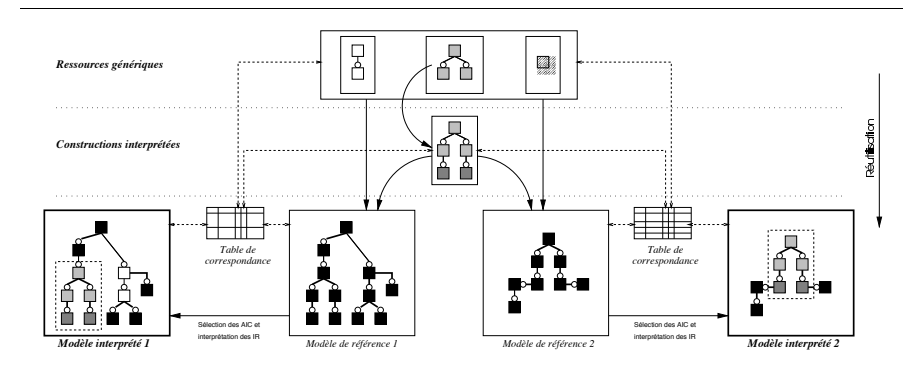 Ressources génériques
Constructions interprétées
Réutilisation
Table de
correspondance
Table de
correspondance
Sélection des AIC et
interprétation des IR
Sélection des AIC et
interprétation des IR
Modèle interprété 1
Modèle de référence 1
Modèle de référence 2
Modèle interprété 2